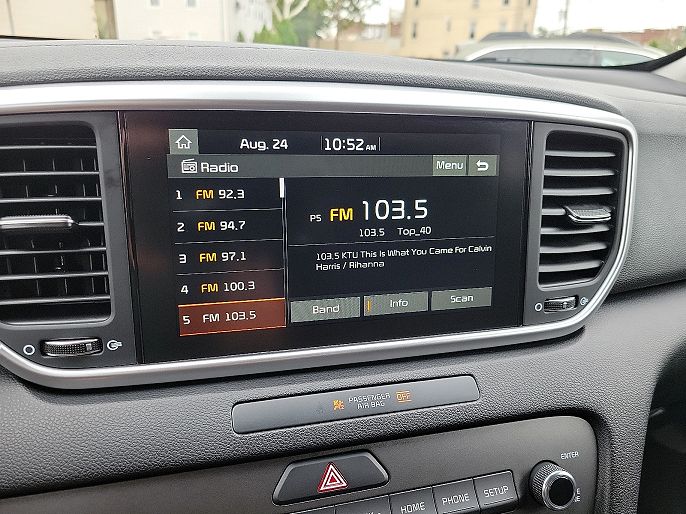 Aug. 24 10:52 AM
Radio Menu
1 FM 92.3
2 FM 94.7
3 FM 97.1
4 FM 100.3
5 FM 103.5
PS FM 103.5
103.5 Top_40
103.5 KTU This Is What You Came For Calvin
Harris / Rihanna
Band Info Scan
PASSENGER
AIR BAG OFF
HOME PHONE SETUP
ENTER